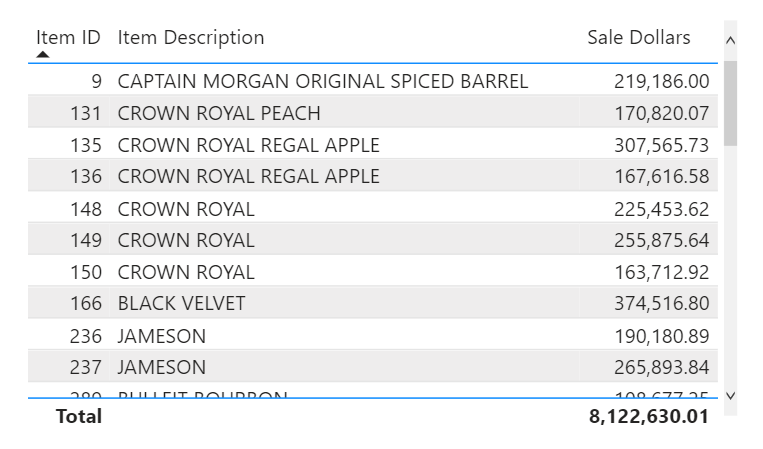 Item ID Item Description Sale Dollars
9 CAPTAIN MORGAN ORIGINAL SPICED BARREL 219,186.00
131 CROWN ROYAL PEACH 170,820.07
135 CROWN ROYAL REGAL APPLE 307,565.73
136 CROWN ROYAL REGAL APPLE 167,616.58
148 CROWN ROYAL 225,453.62
149 CROWN ROYAL 255,875.64
150 CROWN ROYAL 163,712.92
166 BLACK VELVET 374,516.80
236 JAMESON 190,180.89
237 JAMESON 265,893.84
BULLEIT BOURBON
Total 8,122,630.01